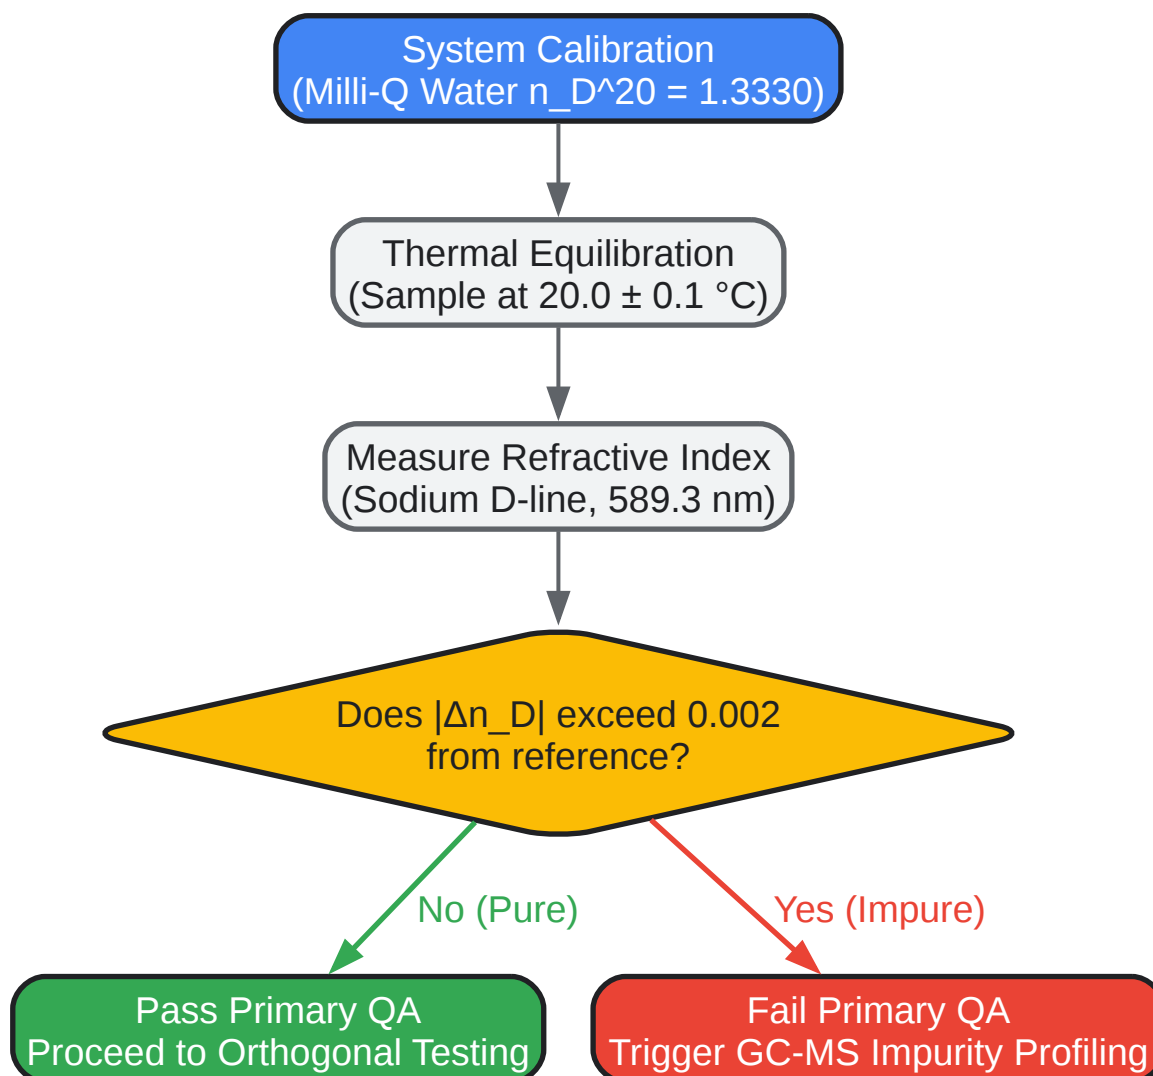 System Calibration
(Milli-Q Water n_D^20 = 1.3330)
Thermal Equilibration
(Sample at 20.0 ± 0.1 °C)
Measure Refractive Index
(Sodium D-line, 589.3 nm)
Does |Δn_D| exceed 0.002
from reference?
No (Pure)
Yes (Impure)
Pass Primary QA
Proceed to Orthogonal Testing
Fail Primary QA
Trigger GC-MS Impurity Profiling